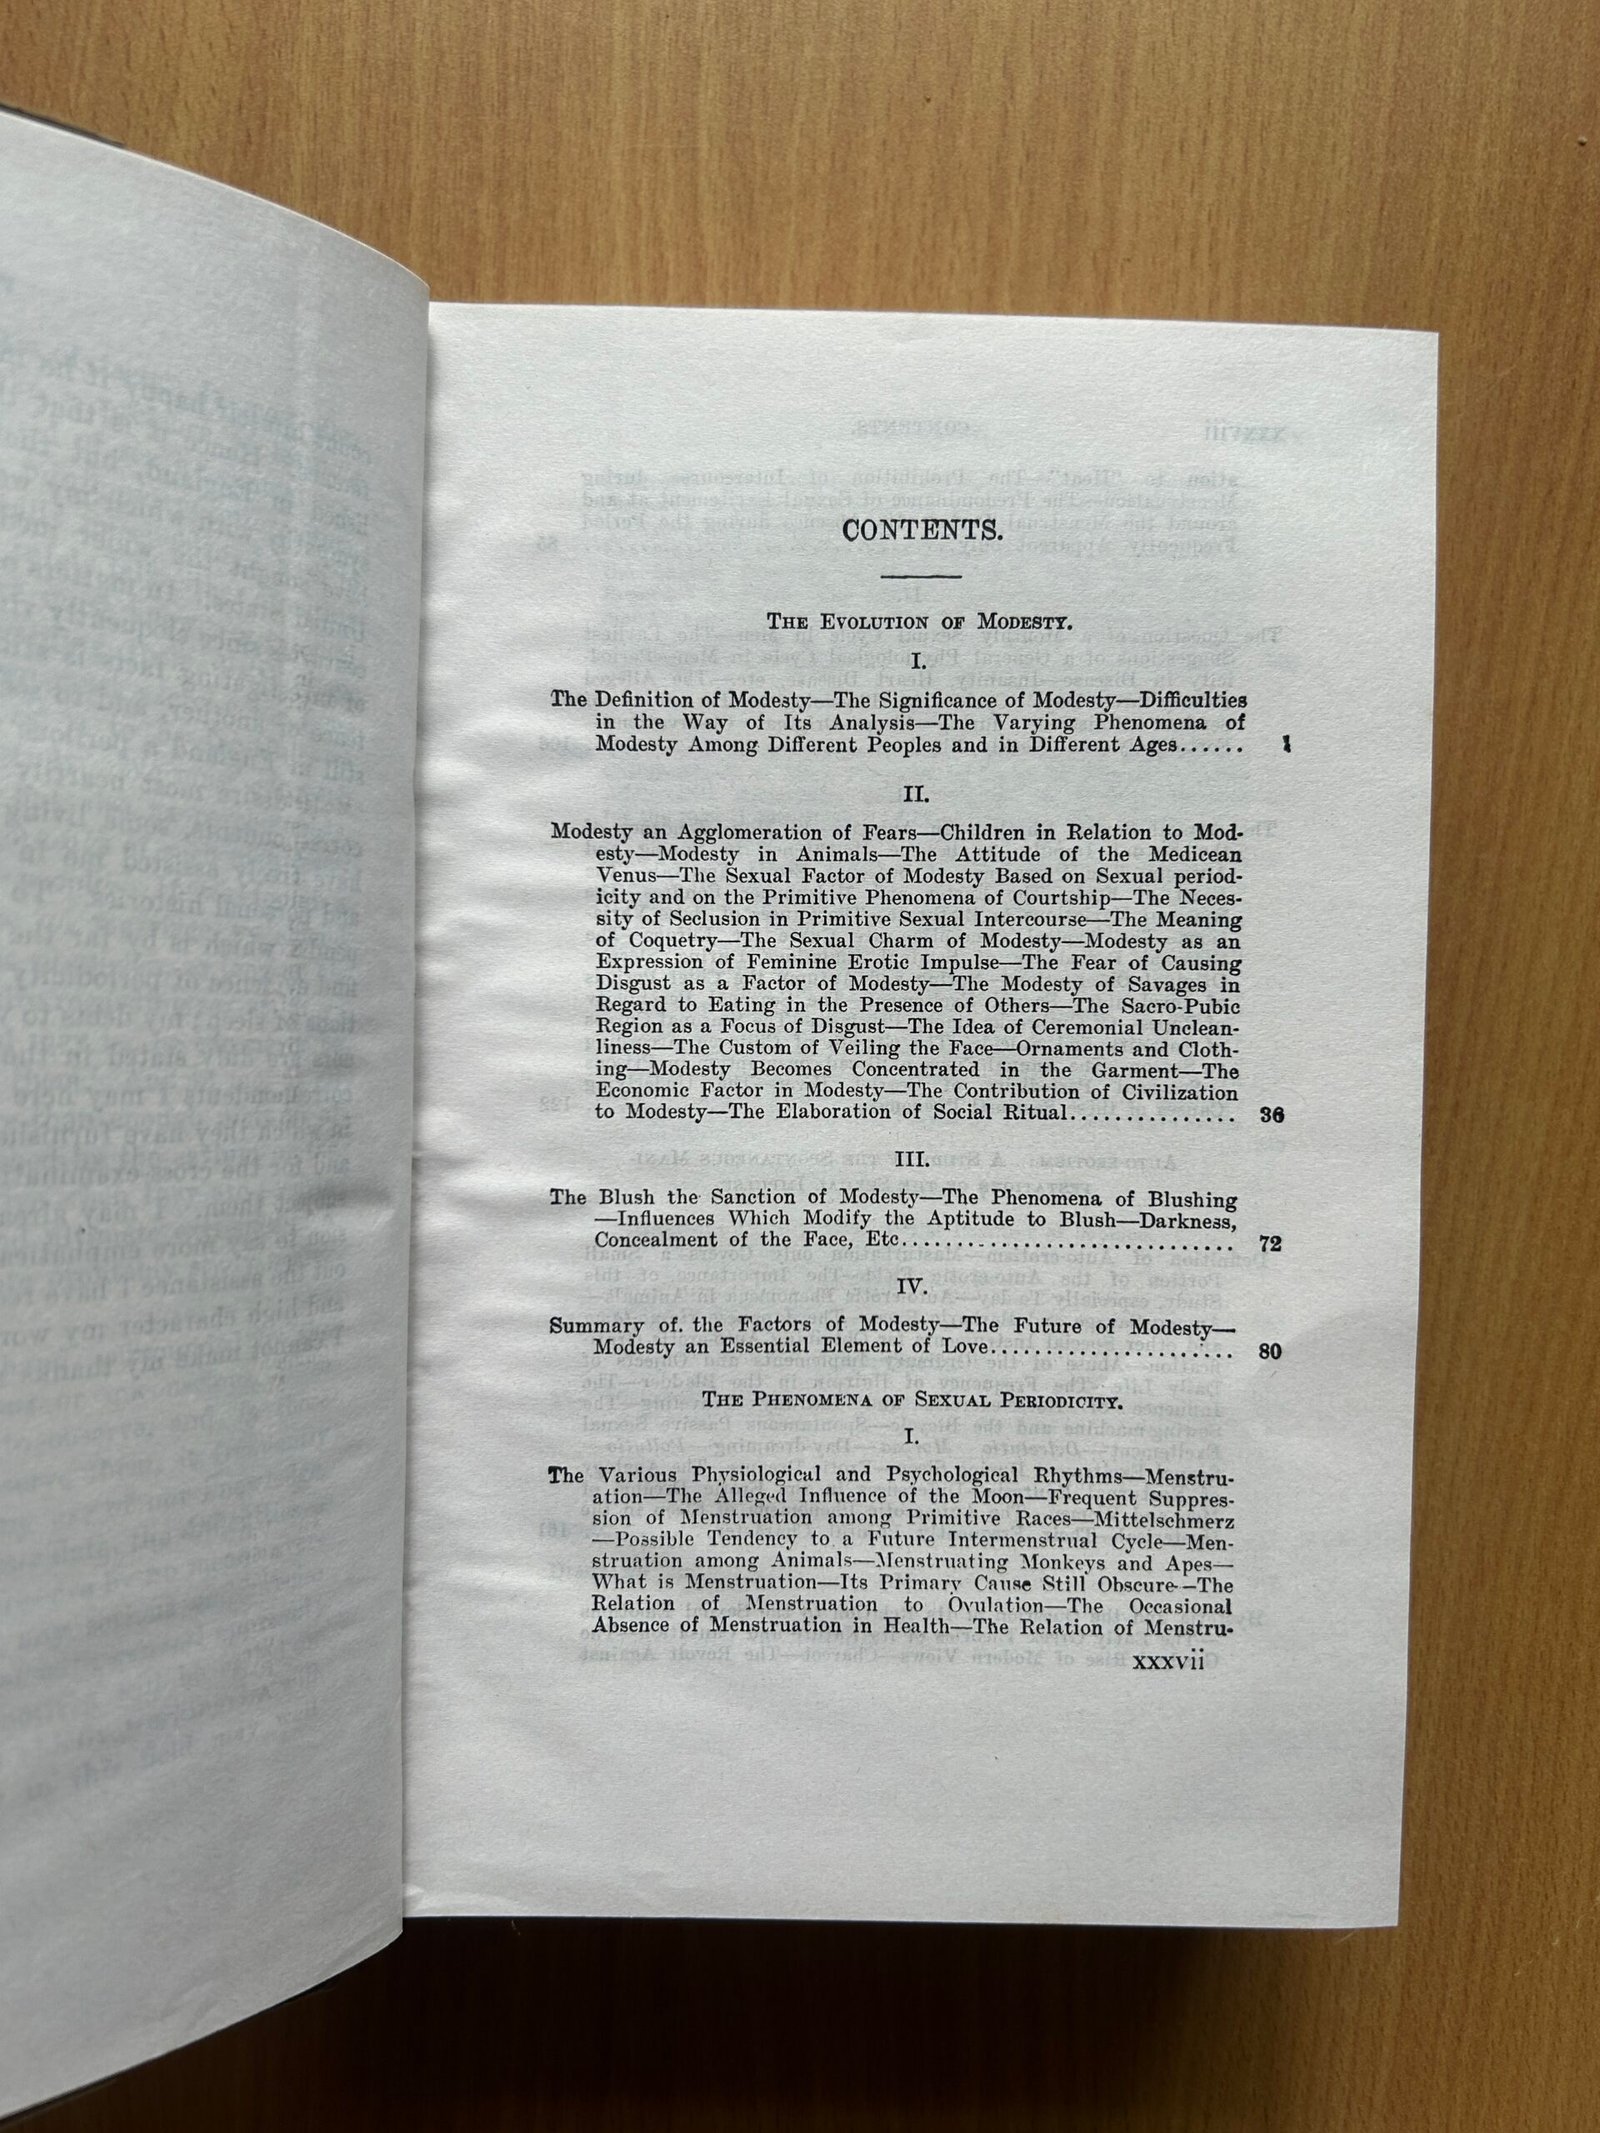 CONTENTS.
THE EVOLUTION OF MODESTY.
I.
The Definition of Modesty—The Significance of Modesty—Difficulties
in the Way of Its Analysis—The Varying Phenomena of
Modesty Among Different Peoples and in Different Ages...... 1
II.
Modesty an Agglomeration of Fears—Children in Relation to Mod-
esty—Modesty in Animals—The Attitude of the Medicean
Venus—The Sexual Factor of Modesty Based on Sexual period-
icity and on the Primitive Phenomena of Courtship—The Neces-
sity of Seclusion in Primitive Sexual Intercourse—The Meaning
of Coquetry—The Sexual Charm of Modesty—Modesty as an
Expression of Feminine Erotic Impulse—The Fear of Causing
Disgust as a Factor of Modesty—The Modesty of Savages in
Regard to Eating in the Presence of Others—The Sacro-Pubic
Region as a Focus of Disgust—The Idea of Ceremonial Unclean-
liness—The Custom of Veiling the Face—Ornaments and Cloth-
ing—Modesty Becomes Concentrated in the Garment—The
Economic Factor in Modesty—The Contribution of Civilization
to Modesty—The Elaboration of Social Ritual............... 36
III.
The Blush the Sanction of Modesty—The Phenomena of Blushing
—Influences Which Modify the Aptitude to Blush—Darkness,
Concealment of the Face, Etc.............................. 72
IV.
Summary of. the Factors of Modesty—The Future of Modesty—
Modesty an Essential Element of Love...................... 80
THE PHENOMENA OF SEXUAL PERIODICITY.
I.
The Various Physiological and Psychological Rhythms—Menstru-
ation—The Alleged Influence of the Moon—Frequent Suppres-
sion of Menstruation among Primitive Races—Mittelschmerz
—Possible Tendency to a Future Intermenstrual Cycle—Men-
struation among Animals—Menstruating Monkeys and Apes—
What is Menstruation—Its Primary Cause Still Obscure—The
Relation of Menstruation to Ovulation—The Occasional
Absence of Menstruation in Health—The Relation of Menstru-
xxxvii